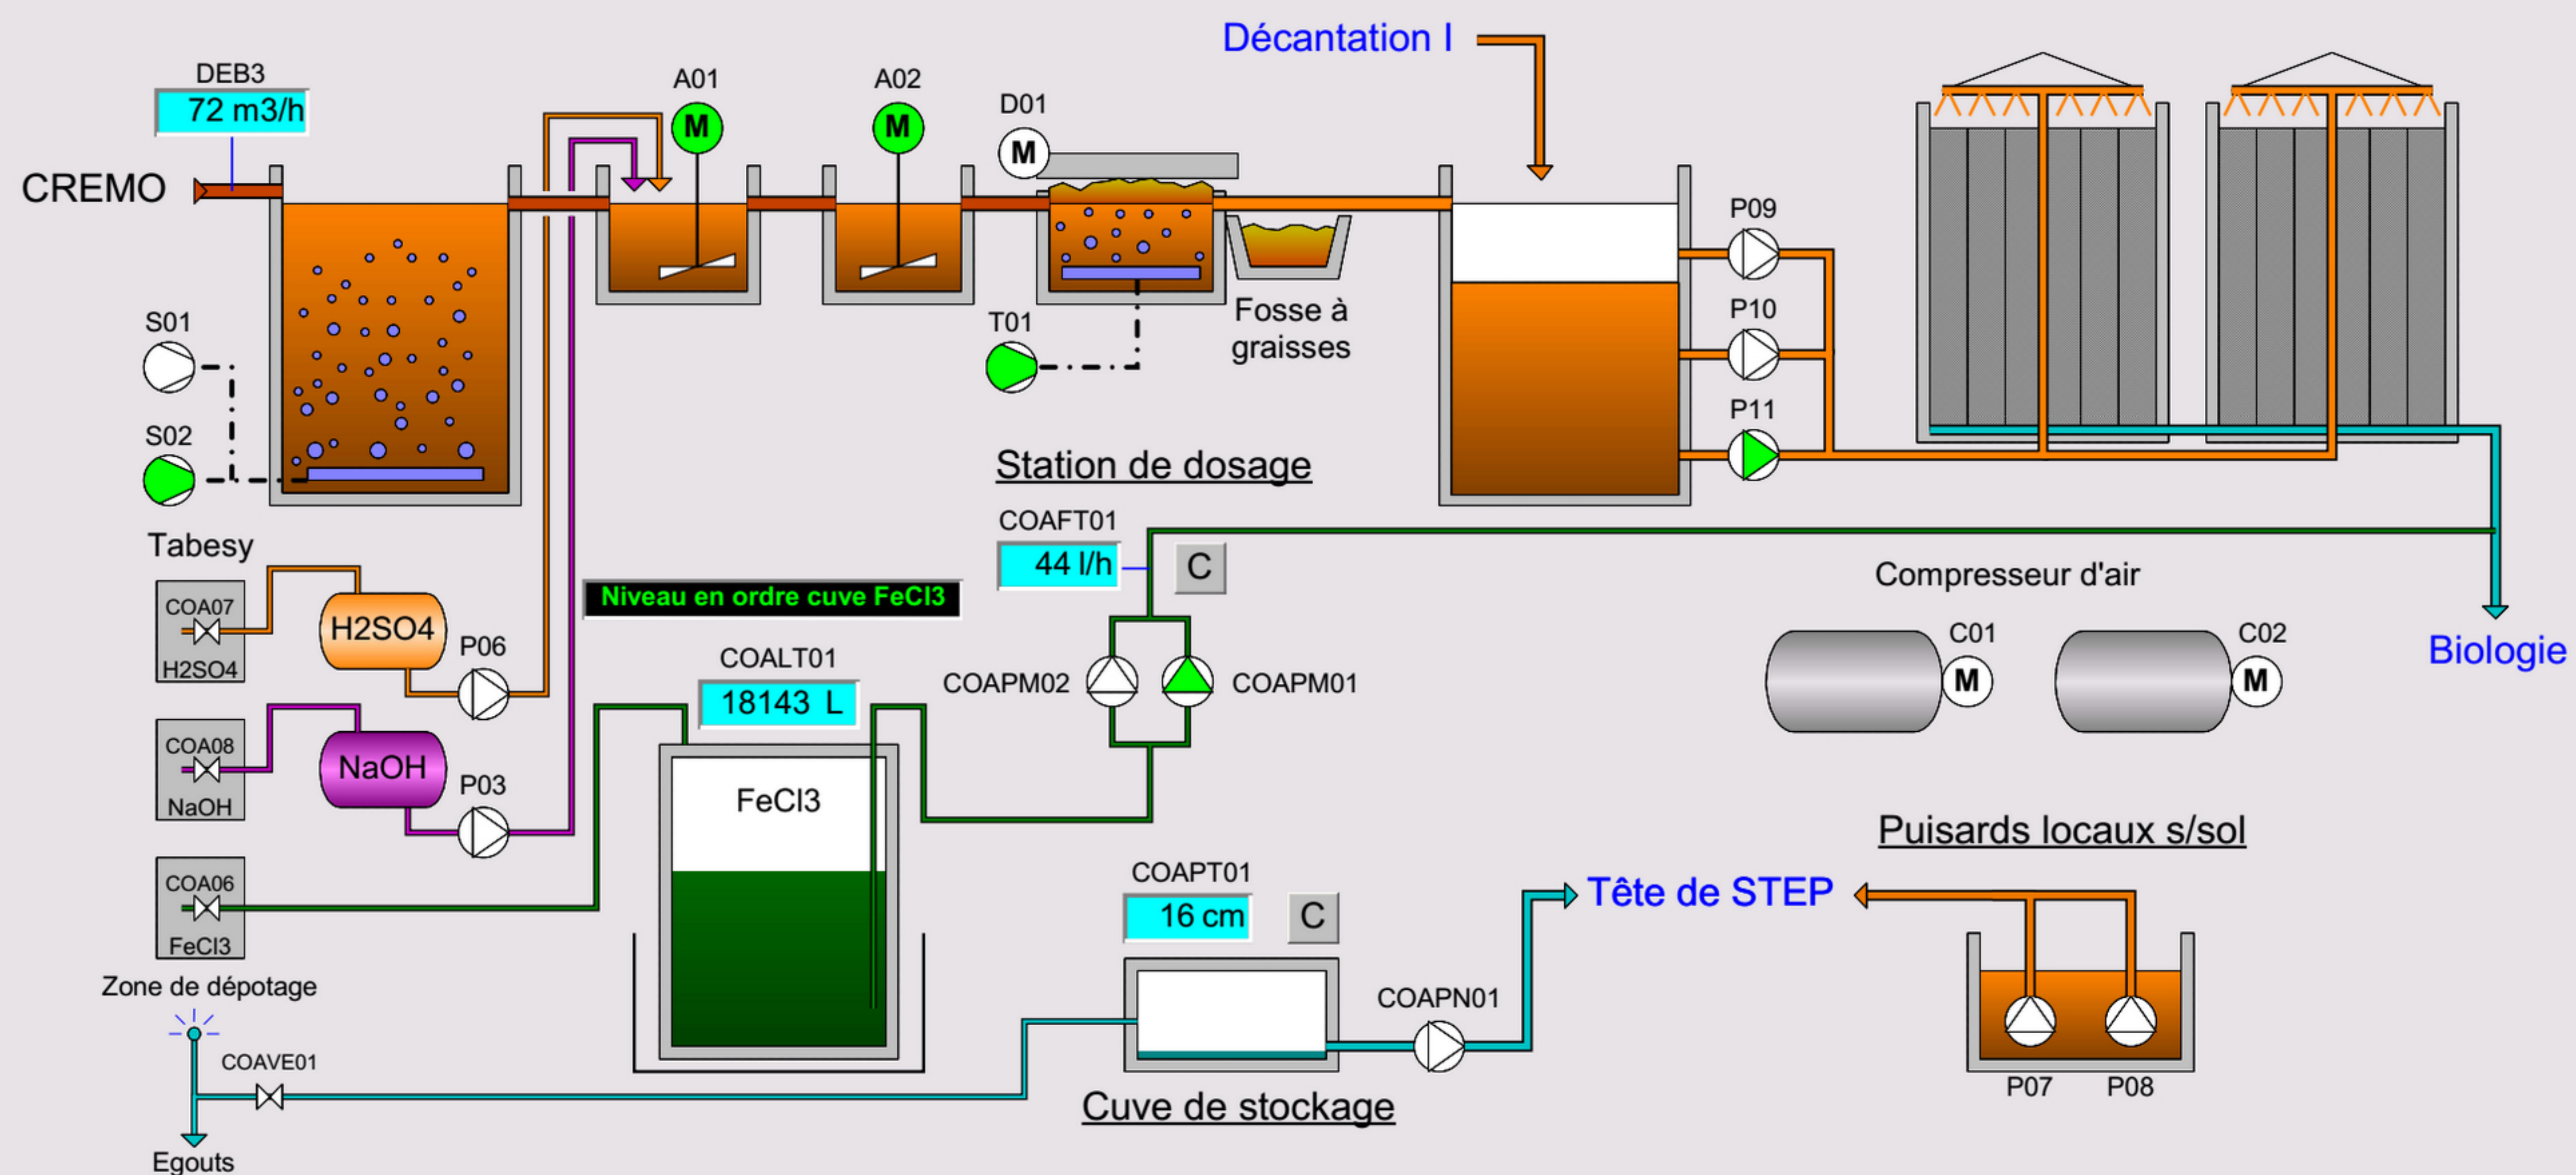 Décantation I
DEB3
72 m3/h
A01
M
A02
M
D01
M
CREMO
P09
P10
P11
S01
S02
T01
Fosse à
graisses
Station de dosage
COAFT01
44 l/h
C
Tabesy
COA07
H2SO4
H2SO4
P06
Niveau en ordre cuve FeCl3
COALT01
18143 L
COAPM02
COAPM01
Compresseur d'air
C01
M
C02
M
Biologie
COA08
NaOH
NaOH
P03
FeCl3
Puisards locaux s/sol
COA06
FeCl3
COAPT01
16 cm
C
Tête de STEP
Zone de dépotage
COAVE01
COAPN01
P07
P08
Cuve de stockage
Egouts